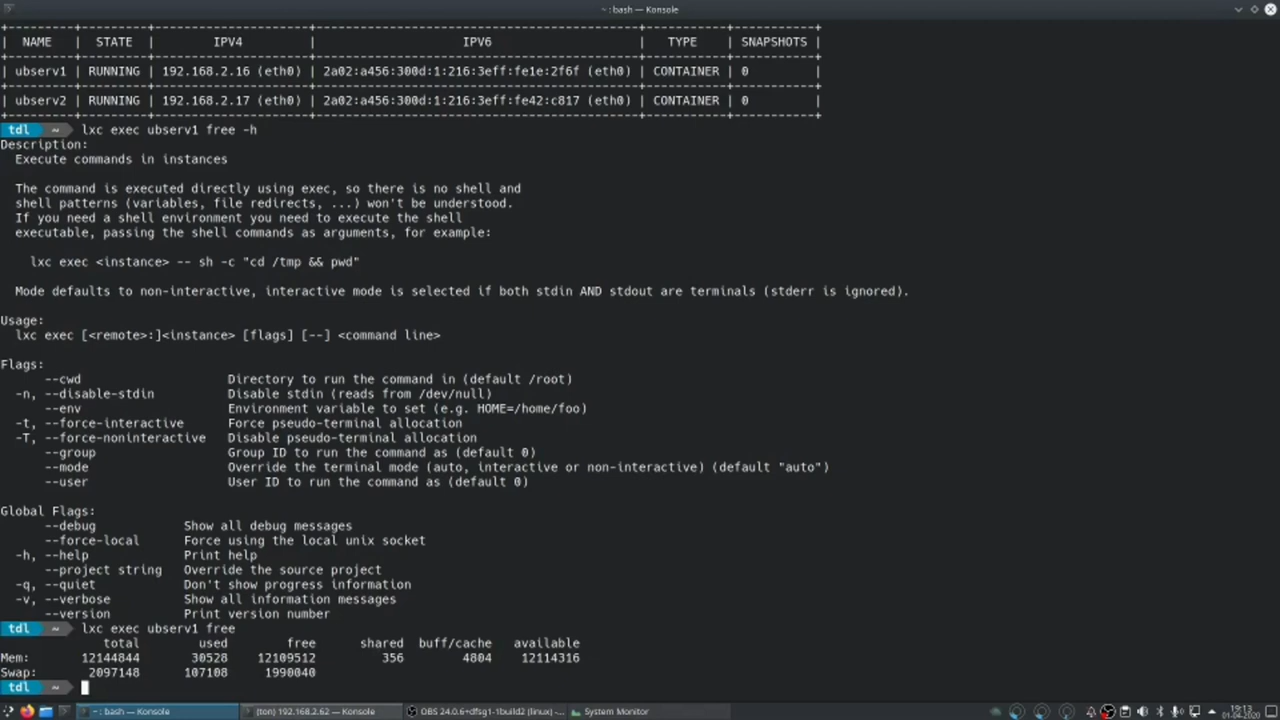 ~ : bash — Konsole
| NAME | STATE | IPV4 | IPV6 | TYPE | SNAPSHOTS |
| ubserv1 | RUNNING | 192.168.2.16 (eth0) | 2a02:a456:300d:1:216:3eff:fe1e:2f6f (eth0) | CONTAINER | 0 |
| ubserv2 | RUNNING | 192.168.2.17 (eth0) | 2a02:a456:300d:1:216:3eff:fe42:c817 (eth0) | CONTAINER | 0 |
tdl ~ lxc exec ubserv1 free -h
Description:
Execute commands in instances
The command is executed directly using exec, so there is no shell and
shell patterns (variables, file redirects, ...) won't be understood.
If you need a shell environment you need to execute the shell
executable, passing the shell commands as arguments, for example:
lxc exec <instance> -- sh -c "cd /tmp && pwd"
Mode defaults to non-interactive, interactive mode is selected if both stdin AND stdout are terminals (stderr is ignored).
Usage:
lxc exec [<remote>:]<instance> [flags] [--] <command line>
Flags:
--cwd Directory to run the command in (default /root)
-n, --disable-stdin Disable stdin (reads from /dev/null)
--env Environment variable to set (e.g. HOME=/home/foo)
-t, --force-interactive Force pseudo-terminal allocation
-T, --force-noninteractive Disable pseudo-terminal allocation
--group Group ID to run the command as (default 0)
--mode Override the terminal mode (auto, interactive or non-interactive) (default "auto")
--user User ID to run the command as (default 0)
Global Flags:
--debug Show all debug messages
--force-local Force using the local unix socket
-h, --help Print help
--project string Override the source project
-q, --quiet Don't show progress information
-v, --verbose Show all information messages
--version Print version number
tdl ~ lxc exec ubserv1 free
total used free shared buff/cache available
Mem: 12144844 30528 12109512 356 4804 12114316
Swap: 2097148 107108 1990040
tdl ~
~ : bash — Konsole
(ton) 192.168.2.62 — Konsole
OBS 24.0.6+dfsg1-1build2 (linux) -...
System Monitor
19:13
01-04-2020